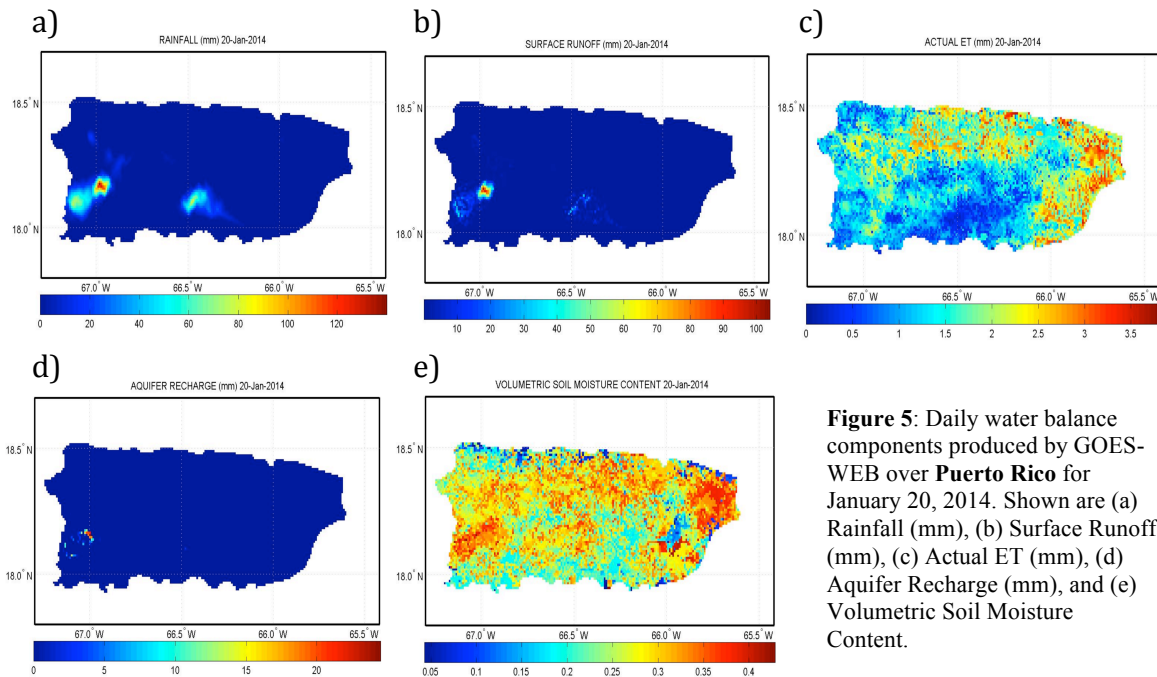 a)
RAINFALL (mm) 20-Jan-2014
18.5° N
18.0° N
67.0° W 66.5° W 66.0° W 65.5° W
0 20 40 60 80 100 120
b)
SURFACE RUNOFF (mm) 20-Jan-2014
18.5° N
18.0° N
67.0° W 66.5° W 66.0° W 65.5° W
10 20 30 40 50 60 70 80 90 100
c)
ACTUAL ET (mm) 20-Jan-2014
18.5° N
18.0° N
67.0° W 66.5° W 66.0° W 65.5° W
0 0.5 1 1.5 2 2.5 3 3.5
d)
AQUIFER RECHARGE (mm) 20-Jan-2014
18.5° N
18.0° N
67.0° W 66.5° W 66.0° W 65.5° W
0 5 10 15 20
e)
VOLUMETRIC SOIL MOISTURE CONTENT 20-Jan-2014
18.5° N
18.0° N
67.0° W 66.5° W 66.0° W 65.5° W
0.05 0.1 0.15 0.2 0.25 0.3 0.35 0.4
Figure 5: Daily water balance
components produced by GOES-
WEB over Puerto Rico for
January 20, 2014. Shown are (a)
Rainfall (mm), (b) Surface Runoff
(mm), (c) Actual ET (mm), (d)
Aquifer Recharge (mm), and (e)
Volumetric Soil Moisture
Content.